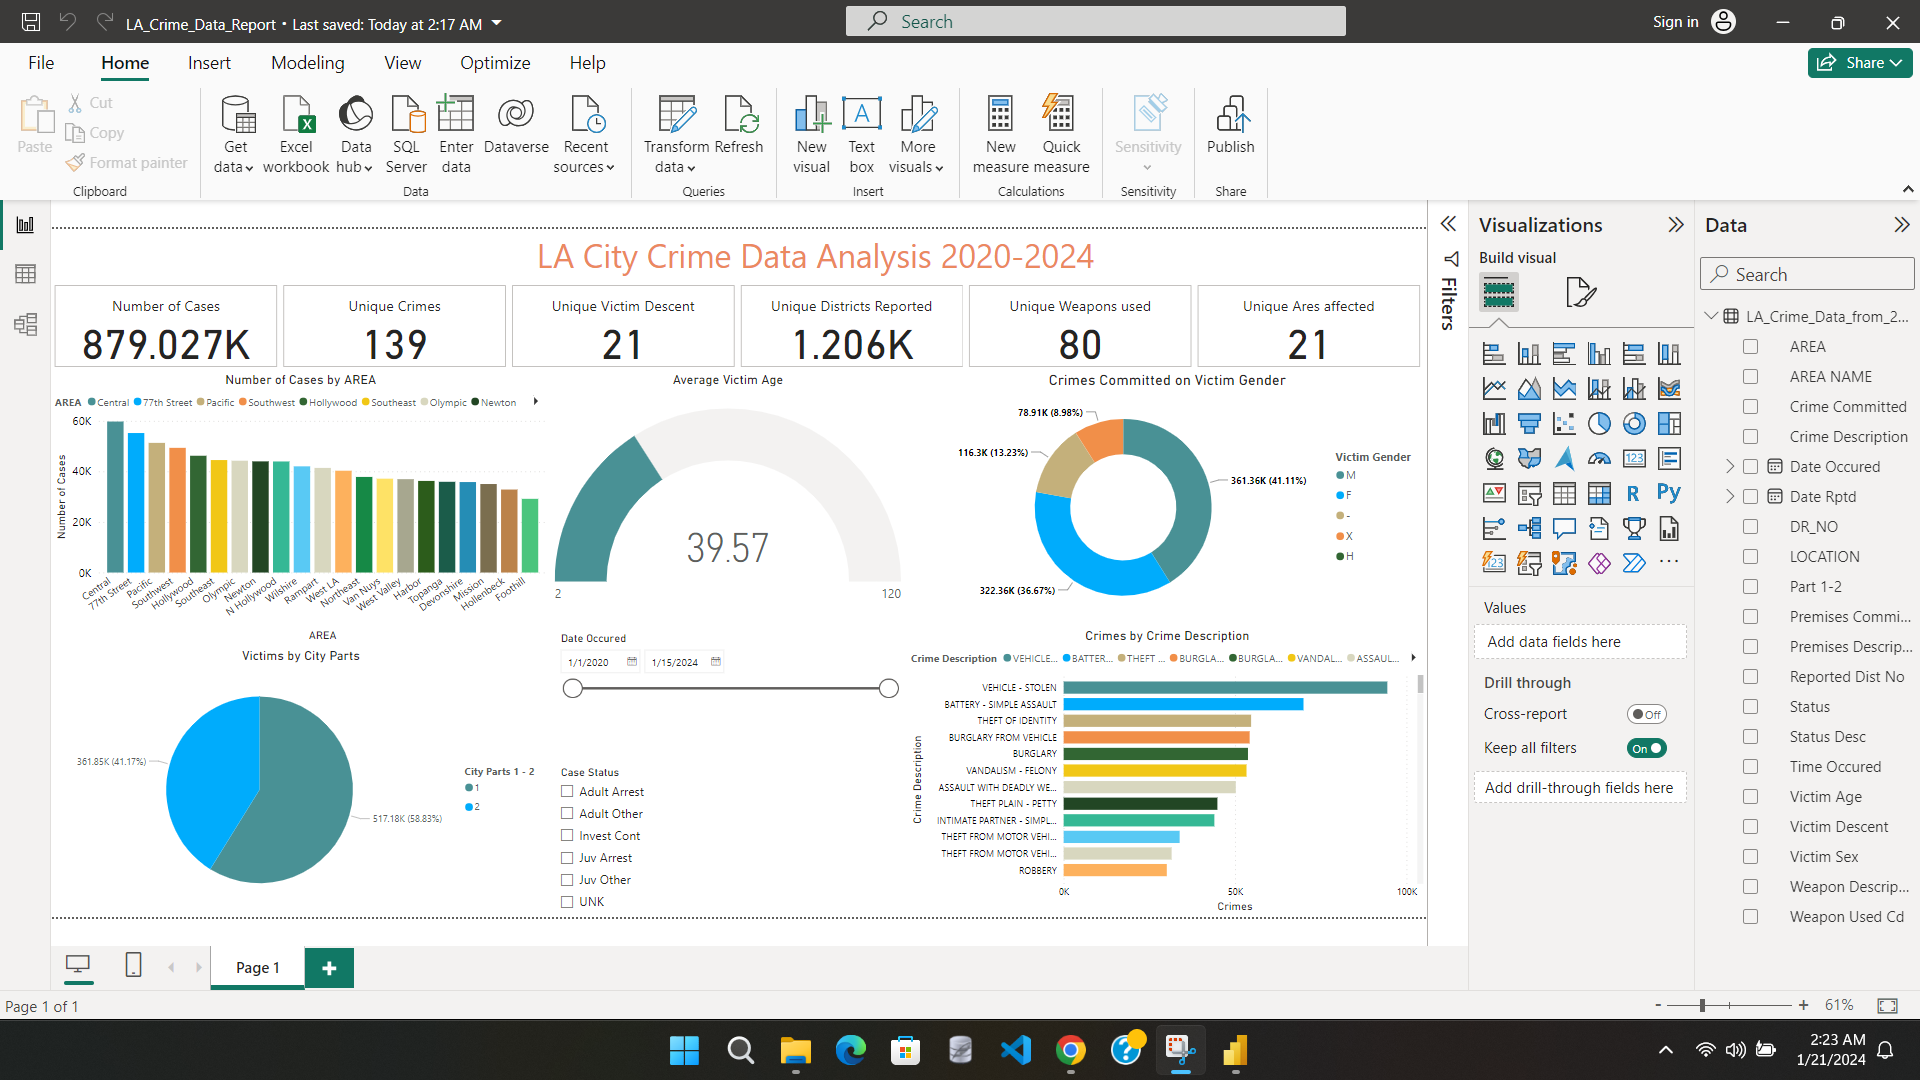 LA_Crime_Data_Report • Last saved: Today at 2:17 AM
Search
Sign in
File
Home
Insert
Modeling
View
Optimize
Help
Share
Paste
Cut
Copy
Format painter
Clipboard
Get data
Excel workbook
Data hub
SQL Server
Enter data
Dataverse
Recent sources
Data
Transform data
Refresh
Queries
New visual
Text box
More visuals
Insert
New measure
Quick measure
Calculations
Sensitivity
Sensitivity
Publish
Share
LA City Crime Data Analysis 2020-2024
Number of Cases
879.027K
Unique Crimes
139
Unique Victim Descent
21
Unique Districts Reported
1.206K
Unique Weapons used
80
Unique Ares affected
21
Number of Cases by AREA
AREA Central 77th Street Pacific Southwest Hollywood Southeast Olympic Newton
60K
40K
20K
0K
Number of Cases
Central
77th Street
Pacific
Southwest
Hollywood
Southeast
Olympic
Newton
N Hollywood
Wilshire
Rampart
West LA
Northeast
Van Nuys
West Valley
Harbor
Topanga
Devonshire
Mission
Hollenbeck
Foothill
AREA
Average Victim Age
39.57
2
120
Crimes Committed on Victim Gender
78.91K (8.98%)
116.3K (13.23%)
361.36K (41.11%)
322.36K (36.67%)
Victim Gender
M
F
-
X
H
Victims by City Parts
361.85K (41.17%)
517.18K (58.83%)
City Parts 1 - 2
1
2
Date Occured
1/1/2020
1/15/2024
Case Status
Adult Arrest
Adult Other
Invest Cont
Juv Arrest
Juv Other
UNK
Crimes by Crime Description
Crime Description VEHICLE... BATTER... THEFT ... BURGLA... BURGLA... VANDAL... ASSAUL...
Crime Description
VEHICLE - STOLEN
BATTERY - SIMPLE ASSAULT
THEFT OF IDENTITY
BURGLARY FROM VEHICLE
BURGLARY
VANDALISM - FELONY
ASSAULT WITH DEADLY WE...
THEFT PLAIN - PETTY
INTIMATE PARTNER - SIMPL...
THEFT FROM MOTOR VEHI...
THEFT FROM MOTOR VEHI...
ROBBERY
0K
50K
100K
Crimes
Filters
Visualizations
Build visual
123
R
Py
123
Values
Add data fields here
Drill through
Cross-report
Off
Keep all filters
On
Add drill-through fields here
Data
Search
LA_Crime_Data_from_2...
AREA
AREA NAME
Crime Committed
Crime Description
Date Occured
Date Rptd
DR_NO
LOCATION
Part 1-2
Premises Commi...
Premises Descrip...
Reported Dist No
Status
Status Desc
Time Occured
Victim Age
Victim Descent
Victim Sex
Weapon Descrip...
Weapon Used Cd
Page 1
Page 1 of 1
61%
2:23 AM
1/21/2024